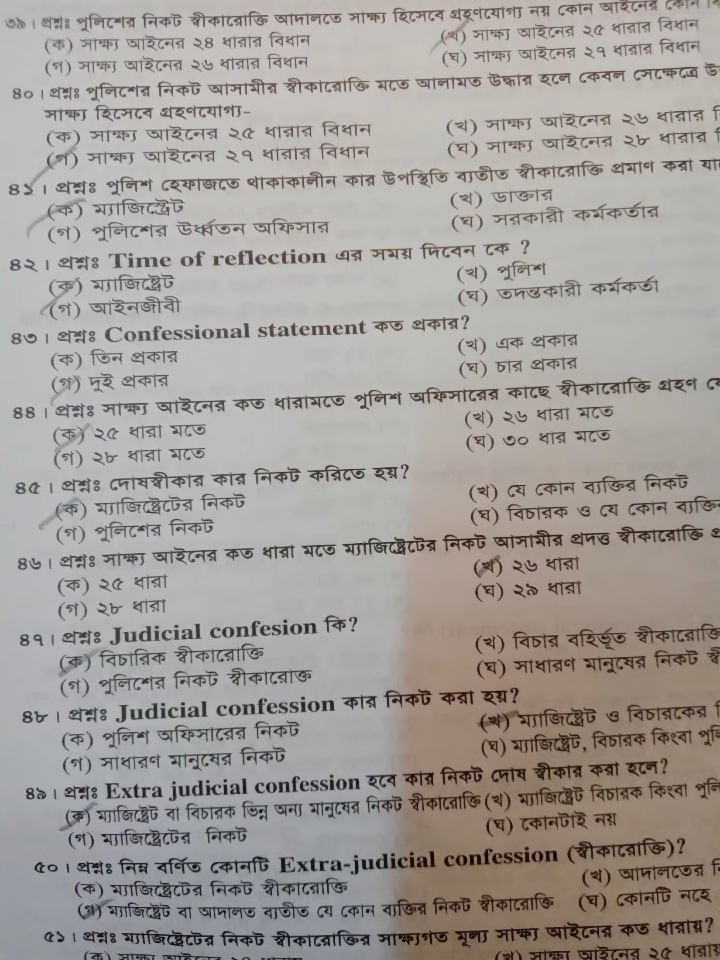 ৩৯। প্রশ্নঃ পুলিশের নিকট স্বীকারোক্তি আদালতে সাক্ষ্য হিসেবে গ্রহণযোগ্য নয় কোন আইনের কোন
(ক) সাক্ষ্য আইনের ২৪ ধারার বিধান (খ) সাক্ষ্য আইনের ২৫ ধারার বিধান
(গ) সাক্ষ্য আইনের ২৬ ধারার বিধান (ঘ) সাক্ষ্য আইনের ২৭ ধারার বিধান
৪০। প্রশ্নঃ পুলিশের নিকট আসামীর স্বীকারোক্তি মতে আলামত উদ্ধার হলে কেবল সেক্ষেত্রে
সাক্ষ্য হিসেবে গ্রহণযোগ্য-
(ক) সাক্ষ্য আইনের ২৫ ধারার বিধান (খ) সাক্ষ্য আইনের ২৬ ধারার
(গ) সাক্ষ্য আইনের ২৭ ধারার বিধান (ঘ) সাক্ষ্য আইনের ২৮ ধারার
৪১। প্রশ্নঃ পুলিশ হেফাজতে থাকাকালীন কার উপস্থিতি ব্যতীত স্বীকারোক্তি প্রমাণ করা
(ক) ম্যাজিস্ট্রেট (খ) ডাক্তার
(গ) পুলিশের উর্ধ্বতন অফিসার (ঘ) সরকারী কর্মকর্তার
৪২। প্রশ্নঃ Time of reflection এর সময় দিবেন কে ?
(ক) ম্যাজিস্ট্রেট (খ) পুলিশ
(গ) আইনজীবী (ঘ) তদন্তকারী কর্মকর্তা
৪৩। প্রশ্নঃ Confessional statement কত প্রকার?
(ক) তিন প্রকার (খ) এক প্রকার
(গ) দুই প্রকার (ঘ) চার প্রকার
৪৪। প্রশ্নঃ সাক্ষ্য আইনের কত ধারামতে পুলিশ অফিসারের কাছে স্বীকারোক্তি গ্রহণ
(ক) ২৫ ধারা মতে (খ) ২৬ ধারা মতে
(গ) ২৮ ধারা মতে (ঘ) ৩০ ধার মতে
৪৫। প্রশ্নঃ দোষস্বীকার কার নিকট করিতে হয়?
(ক) ম্যাজিস্ট্রেটের নিকট (খ) যে কোন ব্যক্তির নিকট
(গ) পুলিশের নিকট (ঘ) বিচারক ও যে কোন
৪৬। প্রশ্নঃ সাক্ষ্য আইনের কত ধারা মতে ম্যাজিস্ট্রেটের নিকট আসামীর প্রদত্ত স্বীকারোক্তি
(ক) ২৫ ধারা (খ) ২৬ ধারা
(গ) ২৮ ধারা (ঘ) ২৯ ধারা
৪৭। প্রশ্নঃ Judicial confesion কি?
(ক) বিচারিক স্বীকারোক্তি (খ) বিচার বহির্ভূত
(গ) পুলিশের নিকট স্বীকারোক্ত (ঘ) সাধারণ মানুষের নিকট
৪৮। প্রশ্নঃ Judicial confession কার নিকট করা হয়?
(ক) পুলিশ অফিসারের নিকট (খ) ম্যাজিস্ট্রেট ও বিচারকের
(গ) সাধারণ মানুষের নিকট (ঘ) ম্যাজিস্ট্রেট, বিচারক কিংবা
৪৯। প্রশ্নঃ Extra judicial confession হবে কার নিকট দোষ স্বীকার করা হলে?
(ক) ম্যাজিস্ট্রেট বা বিচারক ভিন্ন অন্য মানুষের নিকট স্বীকারোক্তি (খ) ম্যাজিস্ট্রেট বিচারক কিংবা
(গ) ম্যাজিস্ট্রেটের নিকট (ঘ) কোনটাই নয়
৫০। প্রশ্নঃ নিম্ন বর্ণিত কোনটি Extra-judicial confession (স্বীকারোক্তি)?
(ক) ম্যাজিস্ট্রেটের নিকট স্বীকারোক্তি (খ) আদালতের
(গ) ম্যাজিস্ট্রেট বা আদালত ব্যতীত যে কোন ব্যক্তির নিকট স্বীকারোক্তি (ঘ) কোনটি নহে
৫১। প্রশ্নঃ ম্যাজিস্ট্রেটের নিকট স্বীকারোক্তির সাক্ষ্যগত মূল্য সাক্ষ্য আইনের কত ধারায়?
(ক) সাক্ষ্য (খ) সাক্ষ্য আইনের ২৫ ধারায়